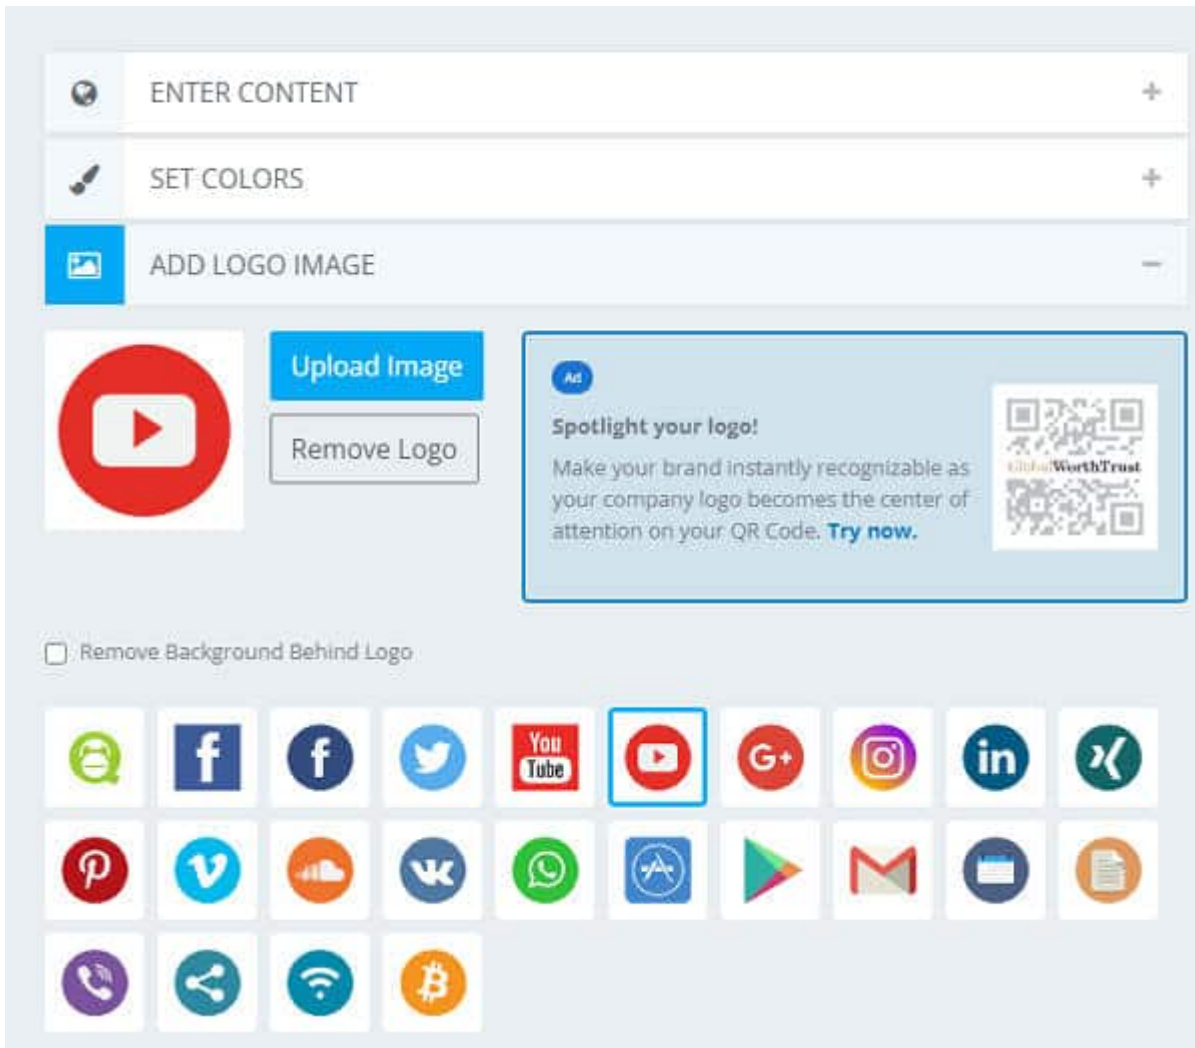 ENTER CONTENT
SET COLORS
ADD LOGO IMAGE
Upload Image
Remove Logo
Ad
Spotlight your logo!
Make your brand instantly recognizable as
your company logo becomes the center of
attention on your QR Code. Try now.
GlobalWorthTrust
Remove Background Behind Logo
f
f
You
Tube
G+
in